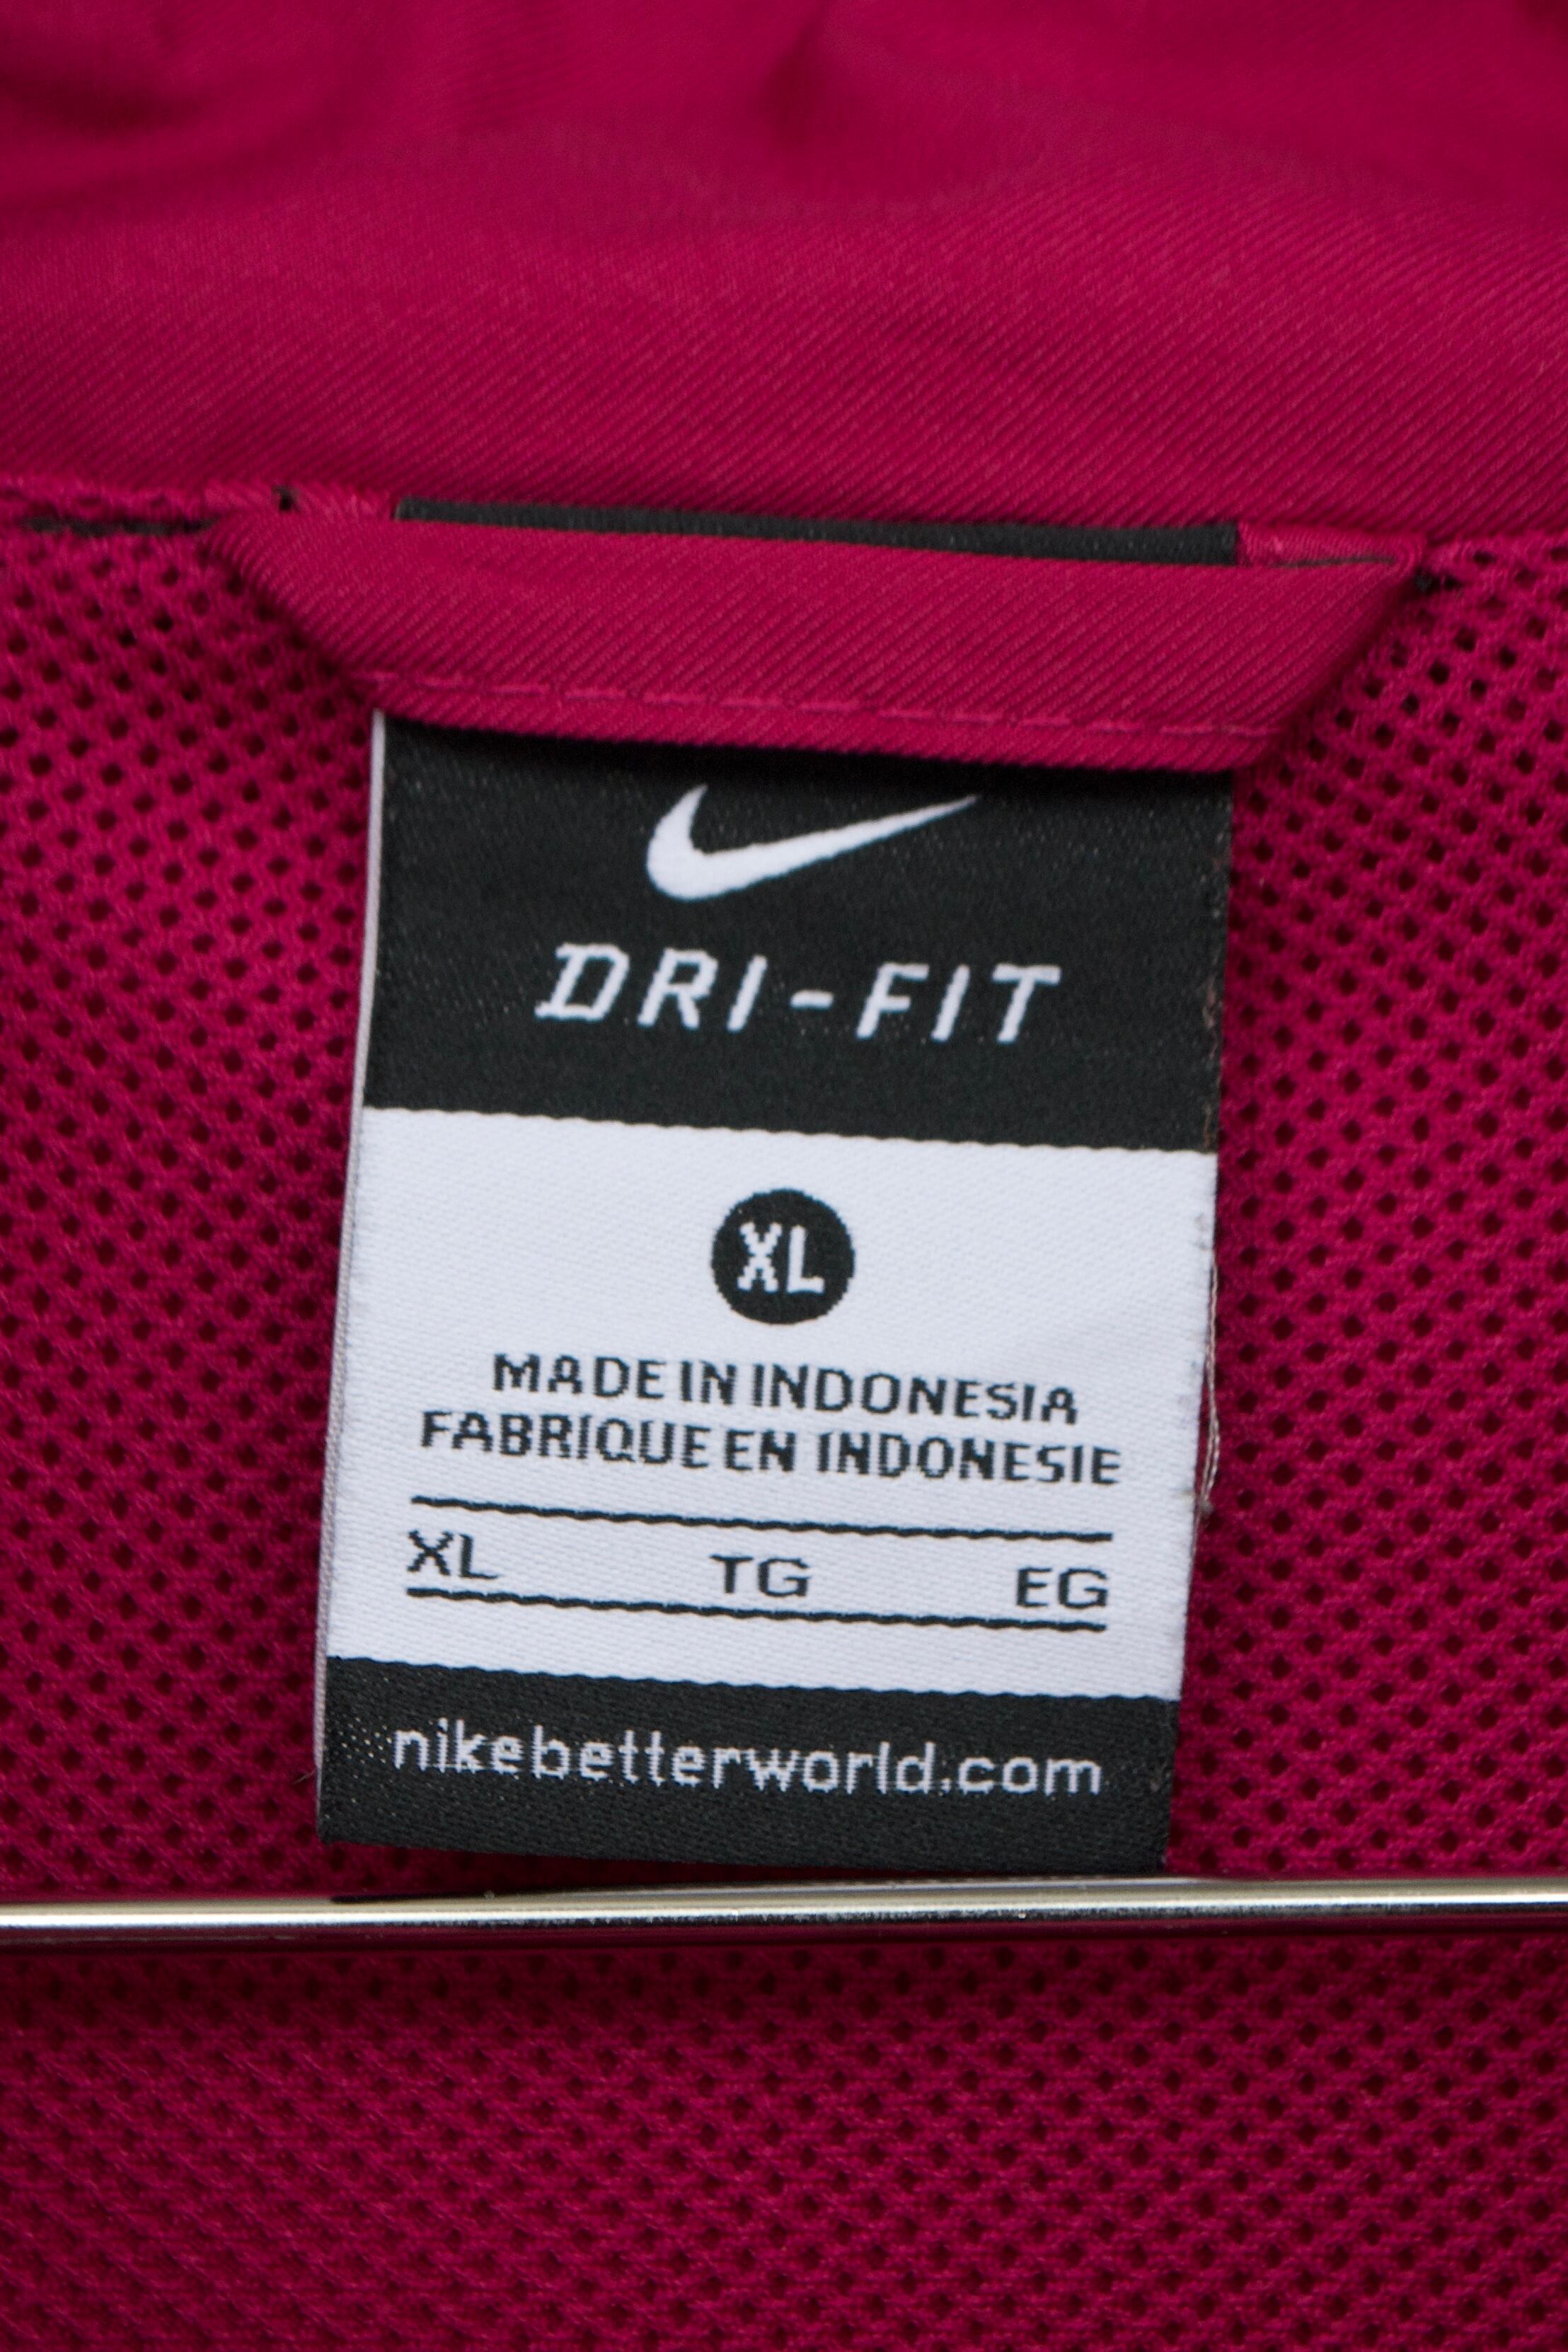 DRI-FIT
XL
MADE IN INDONESIA
FABRIQUE EN INDONESIE
XL TG EG
nikebetterworld.com